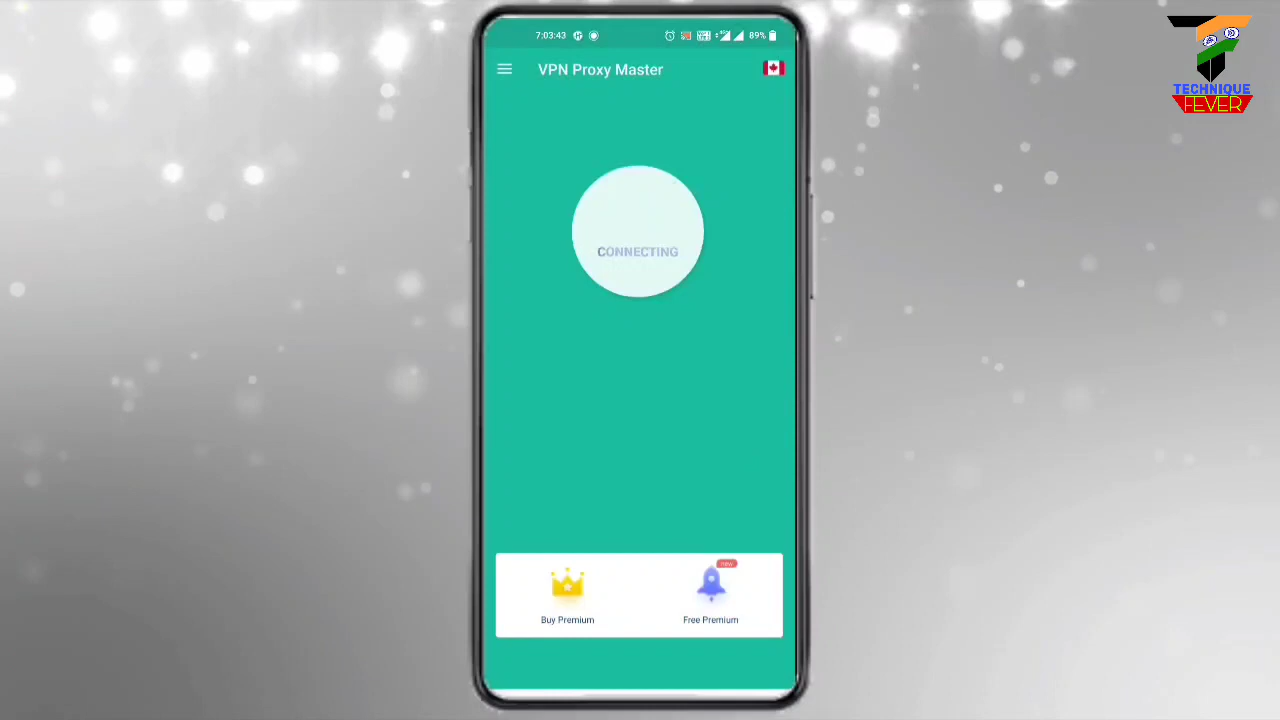 7:03:43
89%
VPN Proxy Master
TECHNIQUE
FEVER
CONNECTING
new
Buy Premium
Free Premium